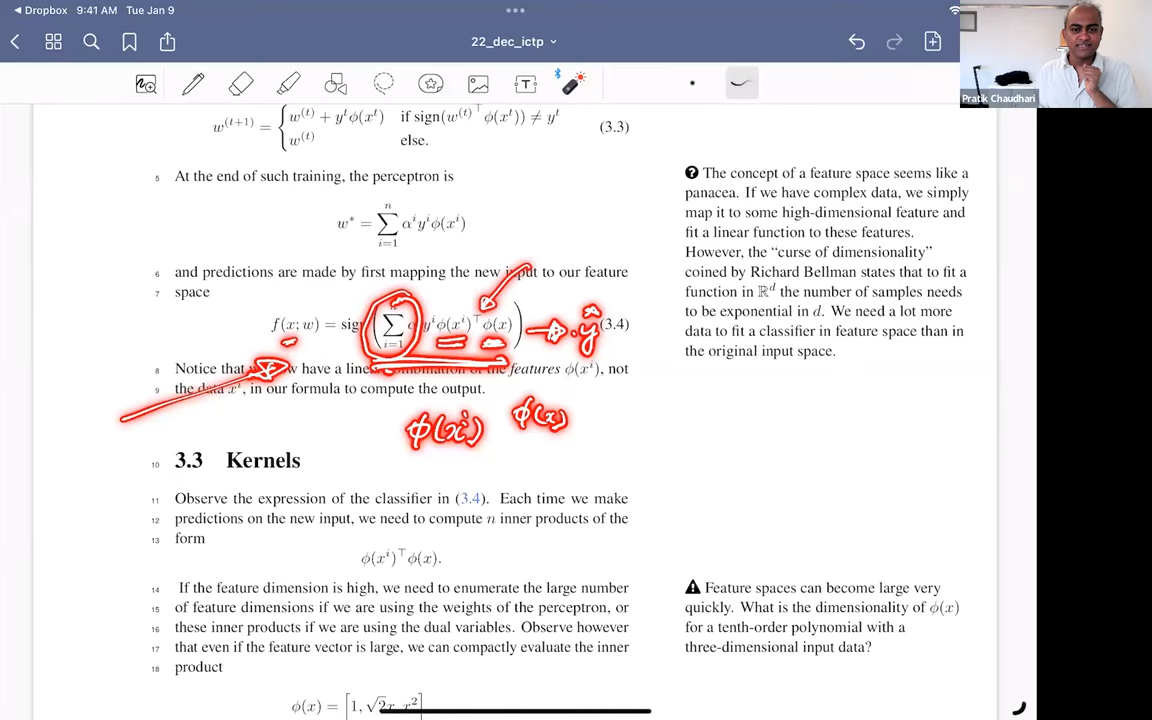 Dropbox 9:41 AM Tue Jan 9
22_dec_ictp
Pratik Chaudhari
w^(t+1) = { w^(t) + y^t ϕ(x^t) if sign(w^(t)⊤ ϕ(x^t)) ≠ y^t
w^(t) else. (3.3)
5 At the end of such training, the perceptron is
w* = ∑_{i=1}^{n} α^i y^i ϕ(x^i)
6 and predictions are made by first mapping the new input to our feature
7 space
f(x; w) = sign ( ∑_{i=1}^{n} α^i y^i ϕ(x^i)^⊤ ϕ(x) ) → ŷ (3.4)
8 Notice that we have a linear combination of the features ϕ(x^i), not
9 the data x^i, in our formula to compute the output.
ϕ(x^i) ϕ(x)
10 3.3 Kernels
11 Observe the expression of the classifier in (3.4). Each time we make
12 predictions on the new input, we need to compute n inner products of the
13 form
ϕ(x^i)^⊤ ϕ(x).
14 If the feature dimension is high, we need to enumerate the large number
15 of feature dimensions if we are using the weights of the perceptron, or
16 these inner products if we are using the dual variables. Observe however
17 that even if the feature vector is large, we can compactly evaluate the inner
18 product
ϕ(x) = [1, √2x, x^2]
? The concept of a feature space seems like a
panacea. If we have complex data, we simply
map it to some high-dimensional feature and
fit a linear function to these features.
However, the “curse of dimensionality”
coined by Richard Bellman states that to fit a
function in ℝ^d the number of samples needs
to be exponential in d. We need a lot more
data to fit a classifier in feature space than in
the original input space.
Feature spaces can become large very
quickly. What is the dimensionality of ϕ(x)
for a tenth-order polynomial with a
three-dimensional input data?